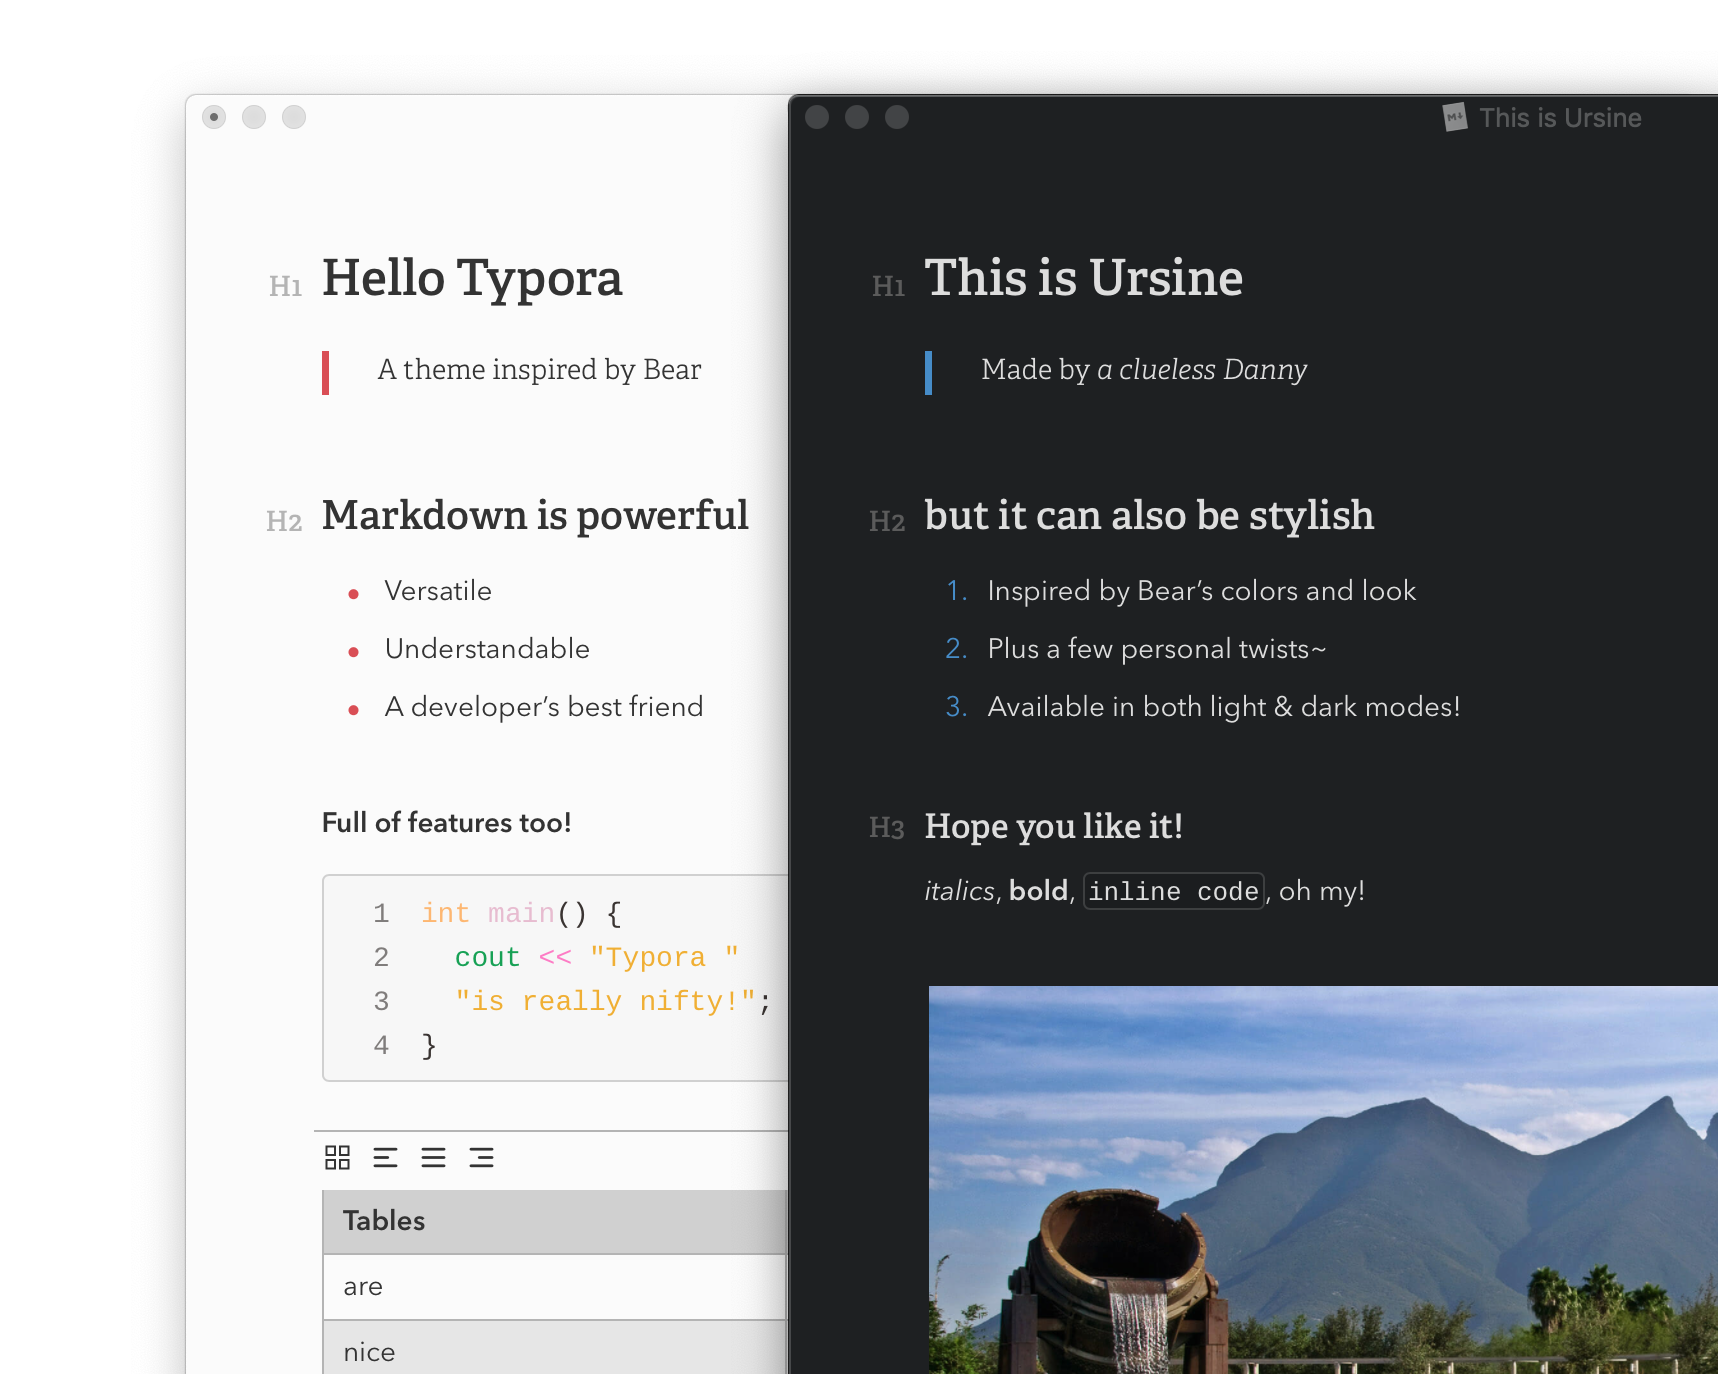 H1 Hello Typora
A theme inspired by Bear
H2 Markdown is powerful
• Versatile
• Understandable
• A developer’s best friend
Full of features too!
1 int main() {
2   cout << "Typora "
3   "is really nifty!";
4 }
Tables
are
nice
M↓ This is Ursine
H1 This is Ursine
Made by a clueless Danny
H2 but it can also be stylish
1. Inspired by Bear’s colors and look
2. Plus a few personal twists~
3. Available in both light & dark modes!
H3 Hope you like it!
italics, bold, inline code, oh my!